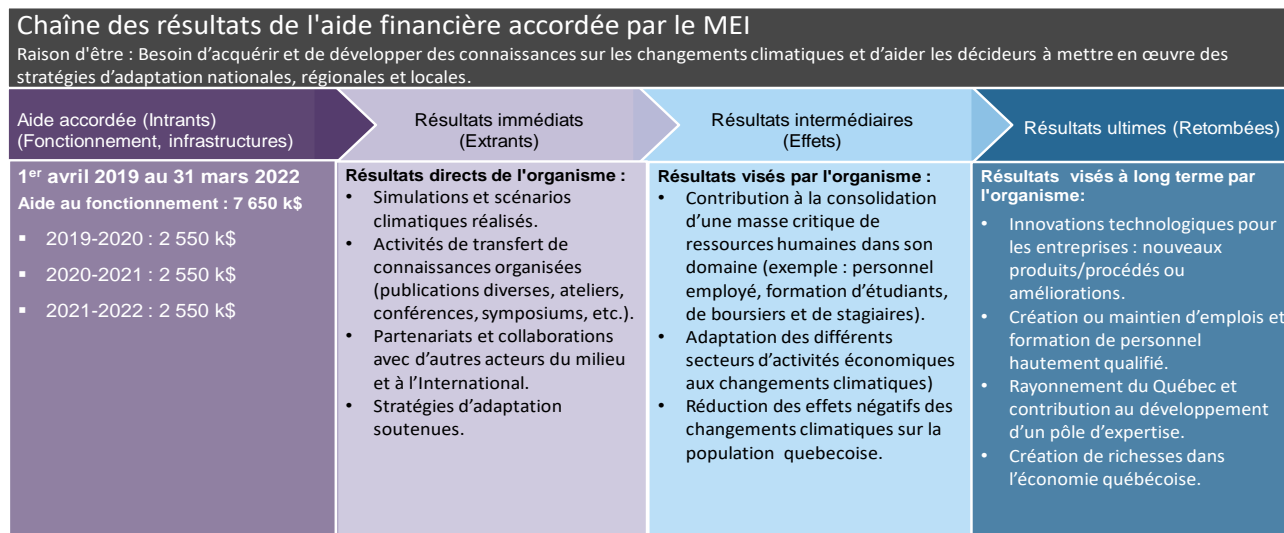 Chaîne des résultats de l'aide financière accordée par le MEI
Raison d'être : Besoin d’acquérir et de développer des connaissances sur les changements climatiques et d’aider les décideurs à mettre en œuvre des
stratégies d’adaptation nationales, régionales et locales.
Aide accordée (Intrants)
(Fonctionnement, infrastructures)
Résultats immédiats
(Extrants)
Résultats intermédiaires
(Effets)
Résultats ultimes (Retombées)
1er avril 2019 au 31 mars 2022
Aide au fonctionnement : 7 650 k$
▪ 2019-2020 : 2 550 k$
▪ 2020-2021 : 2 550 k$
▪ 2021-2022 : 2 550 k$
Résultats directs de l'organisme :
• Simulations et scénarios
climatiques réalisés.
• Activités de transfert de
connaissances organisées
(publications diverses, ateliers,
conférences, symposiums, etc.).
• Partenariats et collaborations
avec d’autres acteurs du milieu
et à l’International.
• Stratégies d’adaptation
soutenues.
Résultats visés par l'organisme :
• Contribution à la consolidation
d’une masse critique de
ressources humaines dans son
domaine (exemple : personnel
employé, formation d’étudiants,
de boursiers et de stagiaires).
• Adaptation des différents
secteurs d’activités économiques
aux changements climatiques)
• Réduction des effets négatifs des
changements climatiques sur la
population quebecoise.
Résultats visés à long terme par
l'organisme:
• Innovations technologiques pour
les entreprises : nouveaux
produits/procédés ou
améliorations.
• Création ou maintien d’emplois et
formation de personnel
hautement qualifié.
• Rayonnement du Québec et
contribution au développement
d’un pôle d’expertise.
• Création de richesses dans
l’économie québécoise.